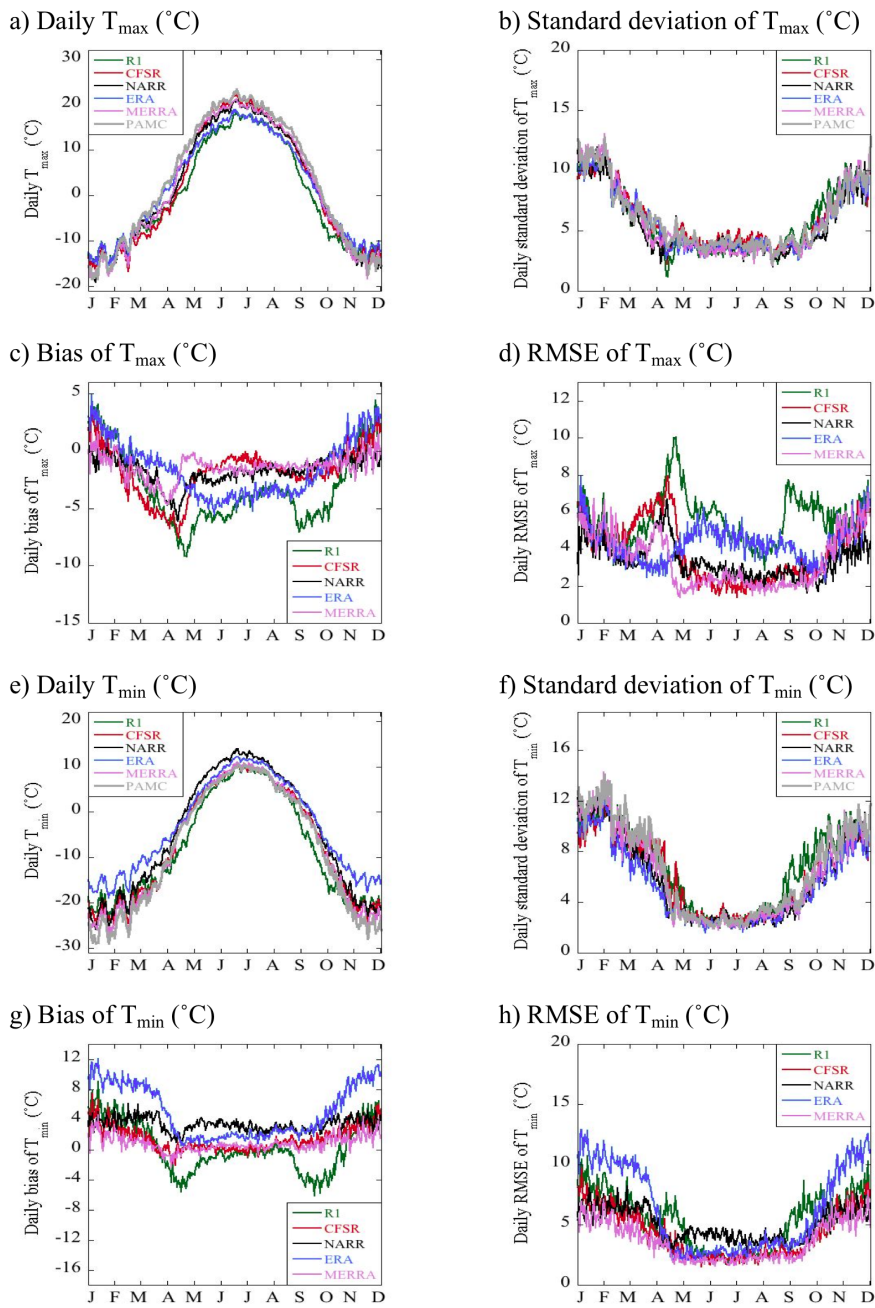 a) Daily Tmax (˚C)
30
20
10
0
-10
-20
Daily Tmax (°C)
R1
CFSR
NARR
ERA
MERRA
PAMC
J F M A M J J A S O N D
b) Standard deviation of Tmax (˚C)
20
15
10
5
0
Daily standard deviation of Tmax (°C)
R1
CFSR
NARR
ERA
MERRA
PAMC
J F M A M J J A S O N D
c) Bias of Tmax (˚C)
5
0
-5
-10
-15
Daily bias of Tmax (°C)
R1
CFSR
NARR
ERA
MERRA
J F M A M J J A S O N D
d) RMSE of Tmax (˚C)
12
10
8
6
4
2
0
Daily RMSE of Tmax (°C)
R1
CFSR
NARR
ERA
MERRA
J F M A M J J A S O N D
e) Daily Tmin (˚C)
20
10
0
-10
-20
-30
Daily Tmin (°C)
R1
CFSR
NARR
ERA
MERRA
PAMC
J F M A M J J A S O N D
f) Standard deviation of Tmin (˚C)
16
12
8
4
0
Daily standard deviation of Tmin (°C)
R1
CFSR
NARR
ERA
MERRA
PAMC
J F M A M J J A S O N D
g) Bias of Tmin (˚C)
12
8
4
0
-4
-8
-12
-16
Daily bias of Tmin (°C)
R1
CFSR
NARR
ERA
MERRA
J F M A M J J A S O N D
h) RMSE of Tmin (˚C)
20
15
10
5
0
Daily RMSE of Tmin (°C)
R1
CFSR
NARR
ERA
MERRA
J F M A M J J A S O N D